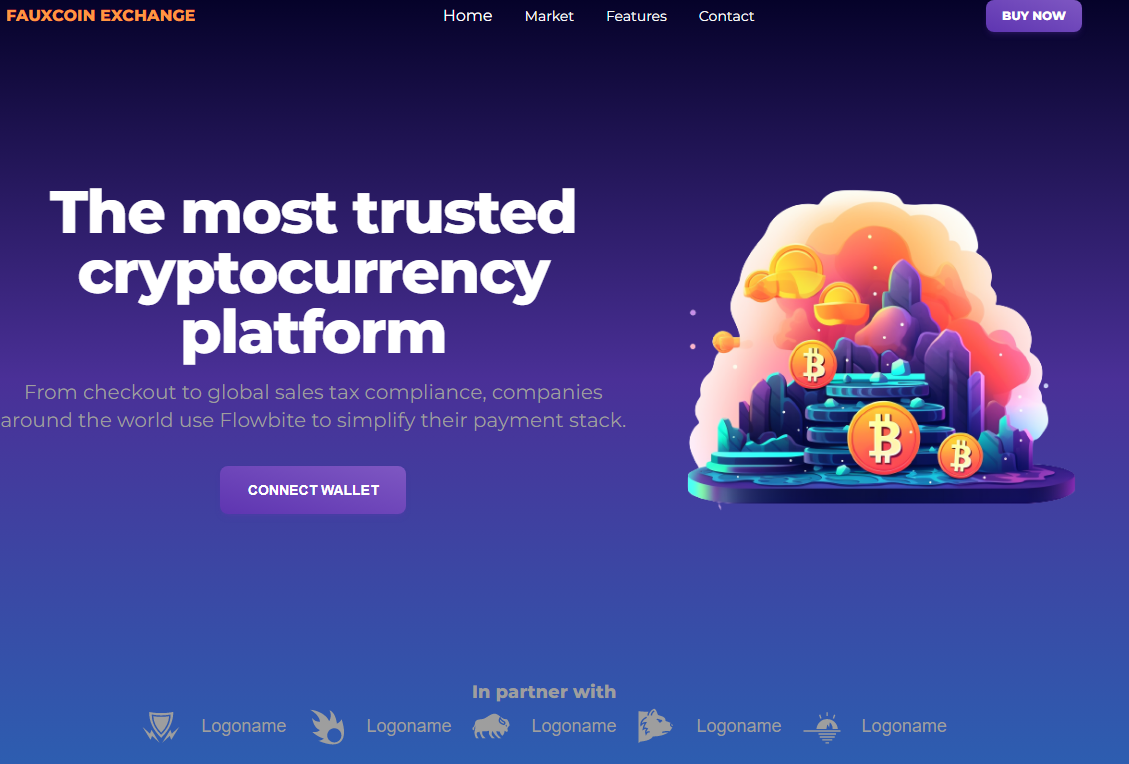 FAUXCOIN EXCHANGE
Home
Market
Features
Contact
BUY NOW
The most trusted
cryptocurrency
platform
From checkout to global sales tax compliance, companies
around the world use Flowbite to simplify their payment stack.
CONNECT WALLET
In partner with
Logoname
Logoname
Logoname
Logoname
Logoname